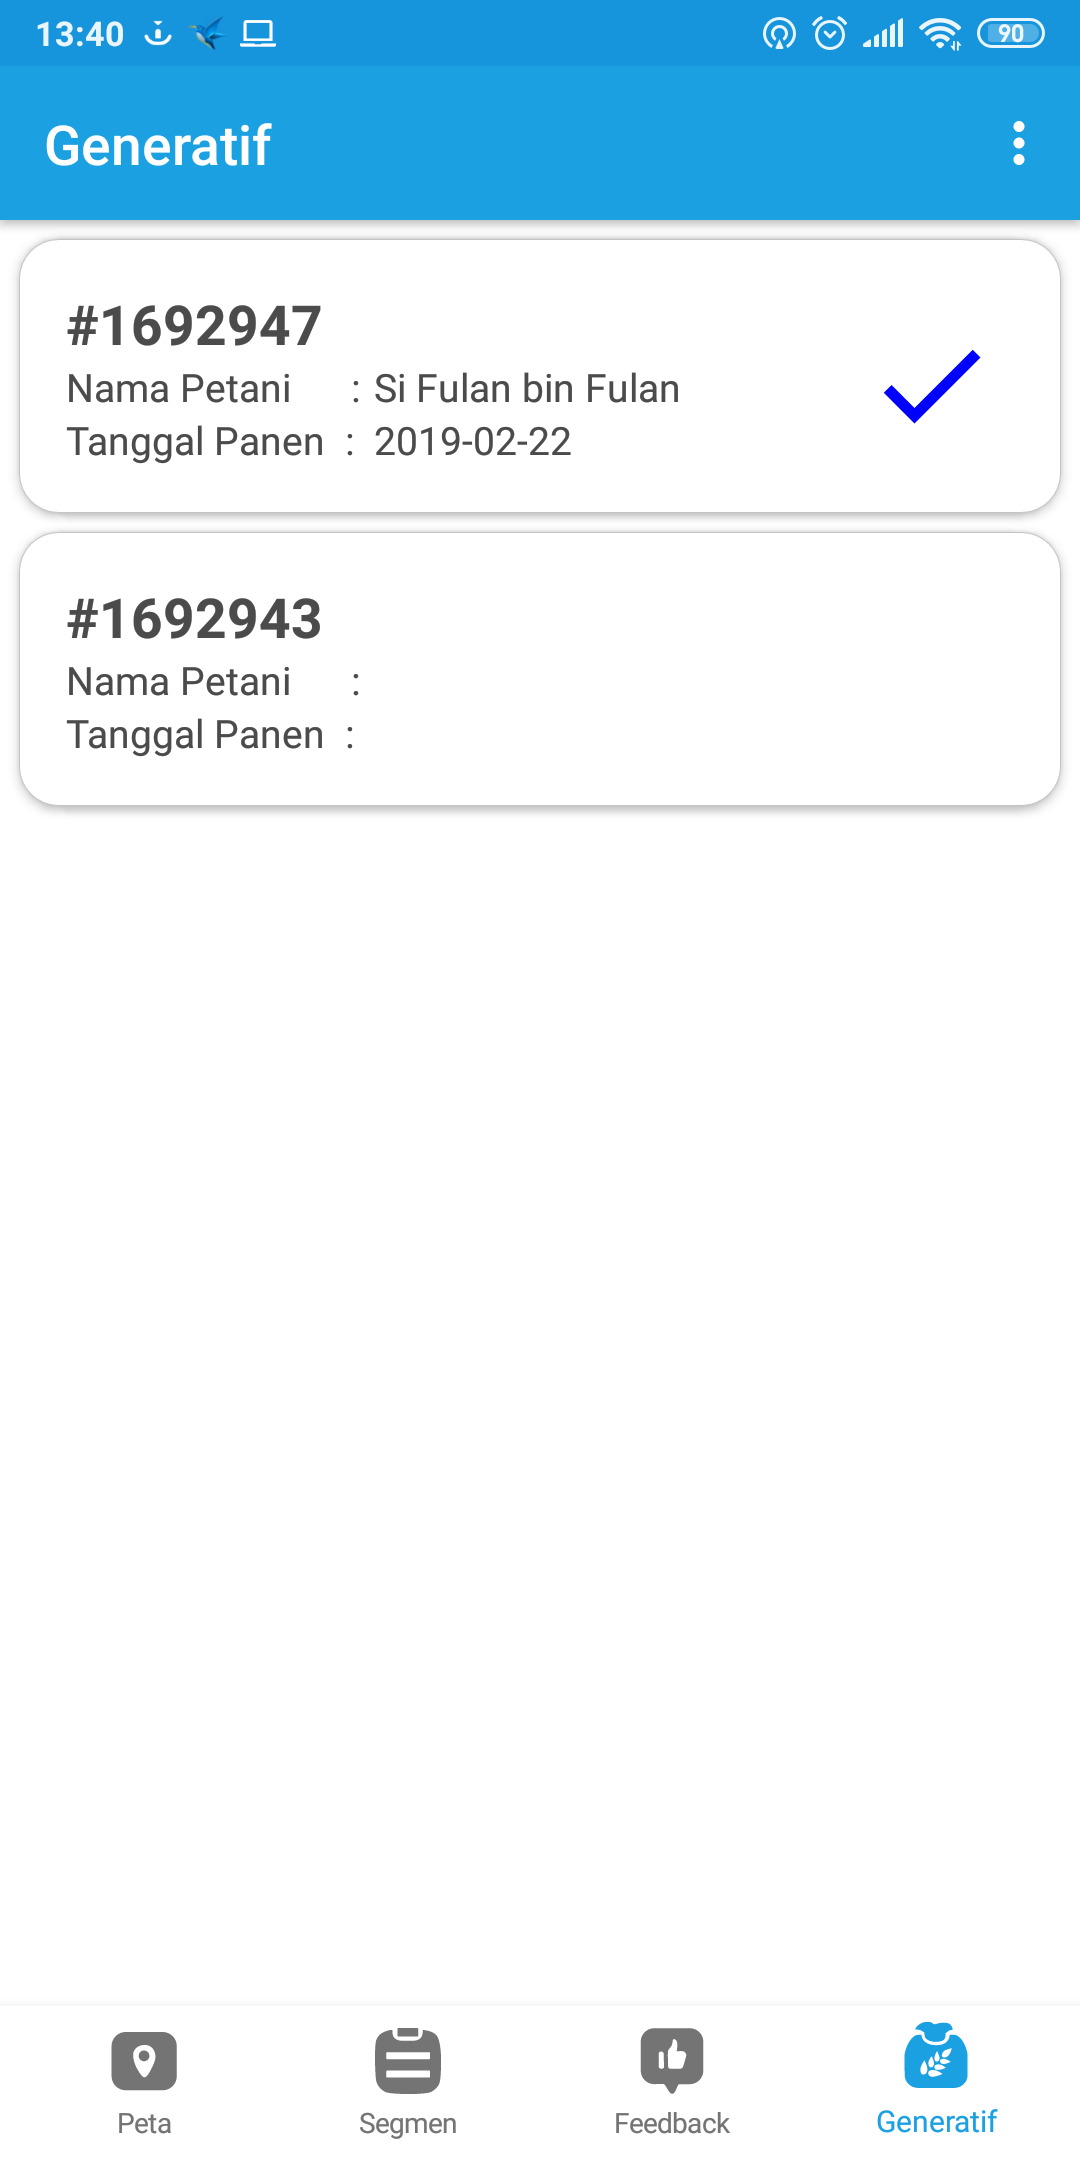 13:40
90
Generatif
#1692947
Nama Petani : Si Fulan bin Fulan
Tanggal Panen : 2019-02-22
#1692943
Nama Petani :
Tanggal Panen :
Peta Segmen Feedback Generatif